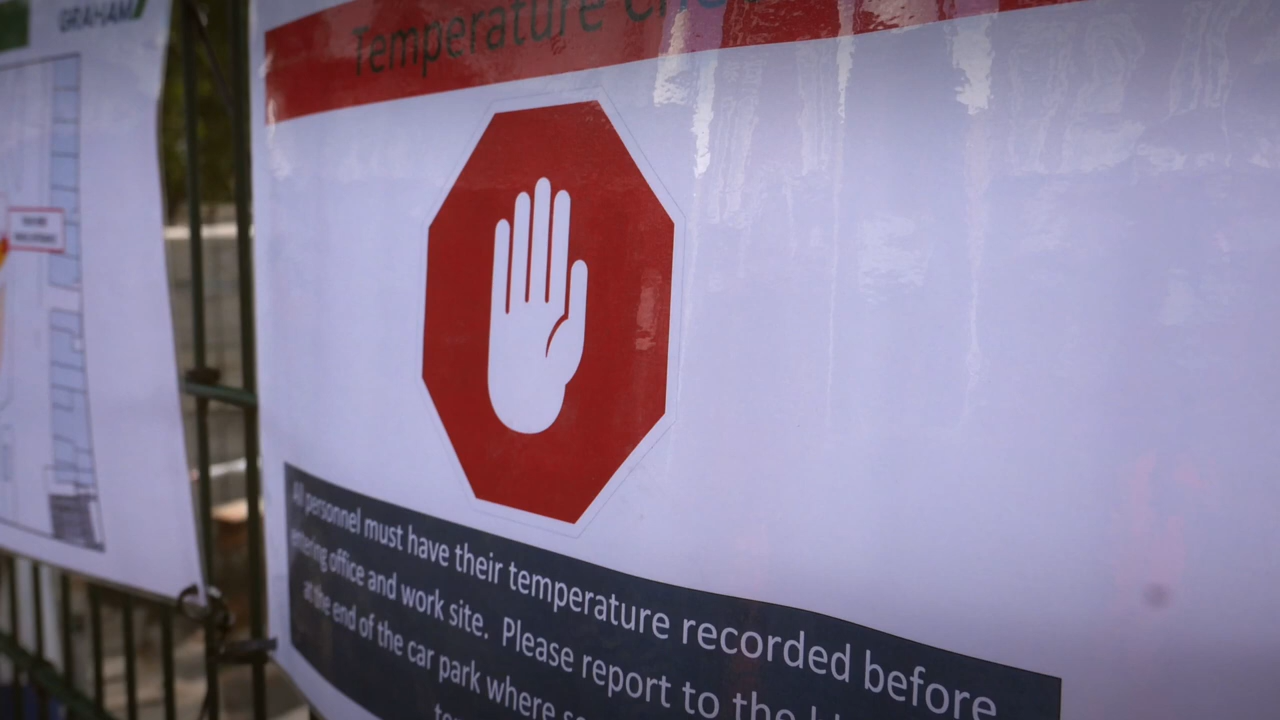 GRAHAM
Temperature
All personnel must have their temperature recorded before
entering office and work site. Please report to the
at the end of the car park where